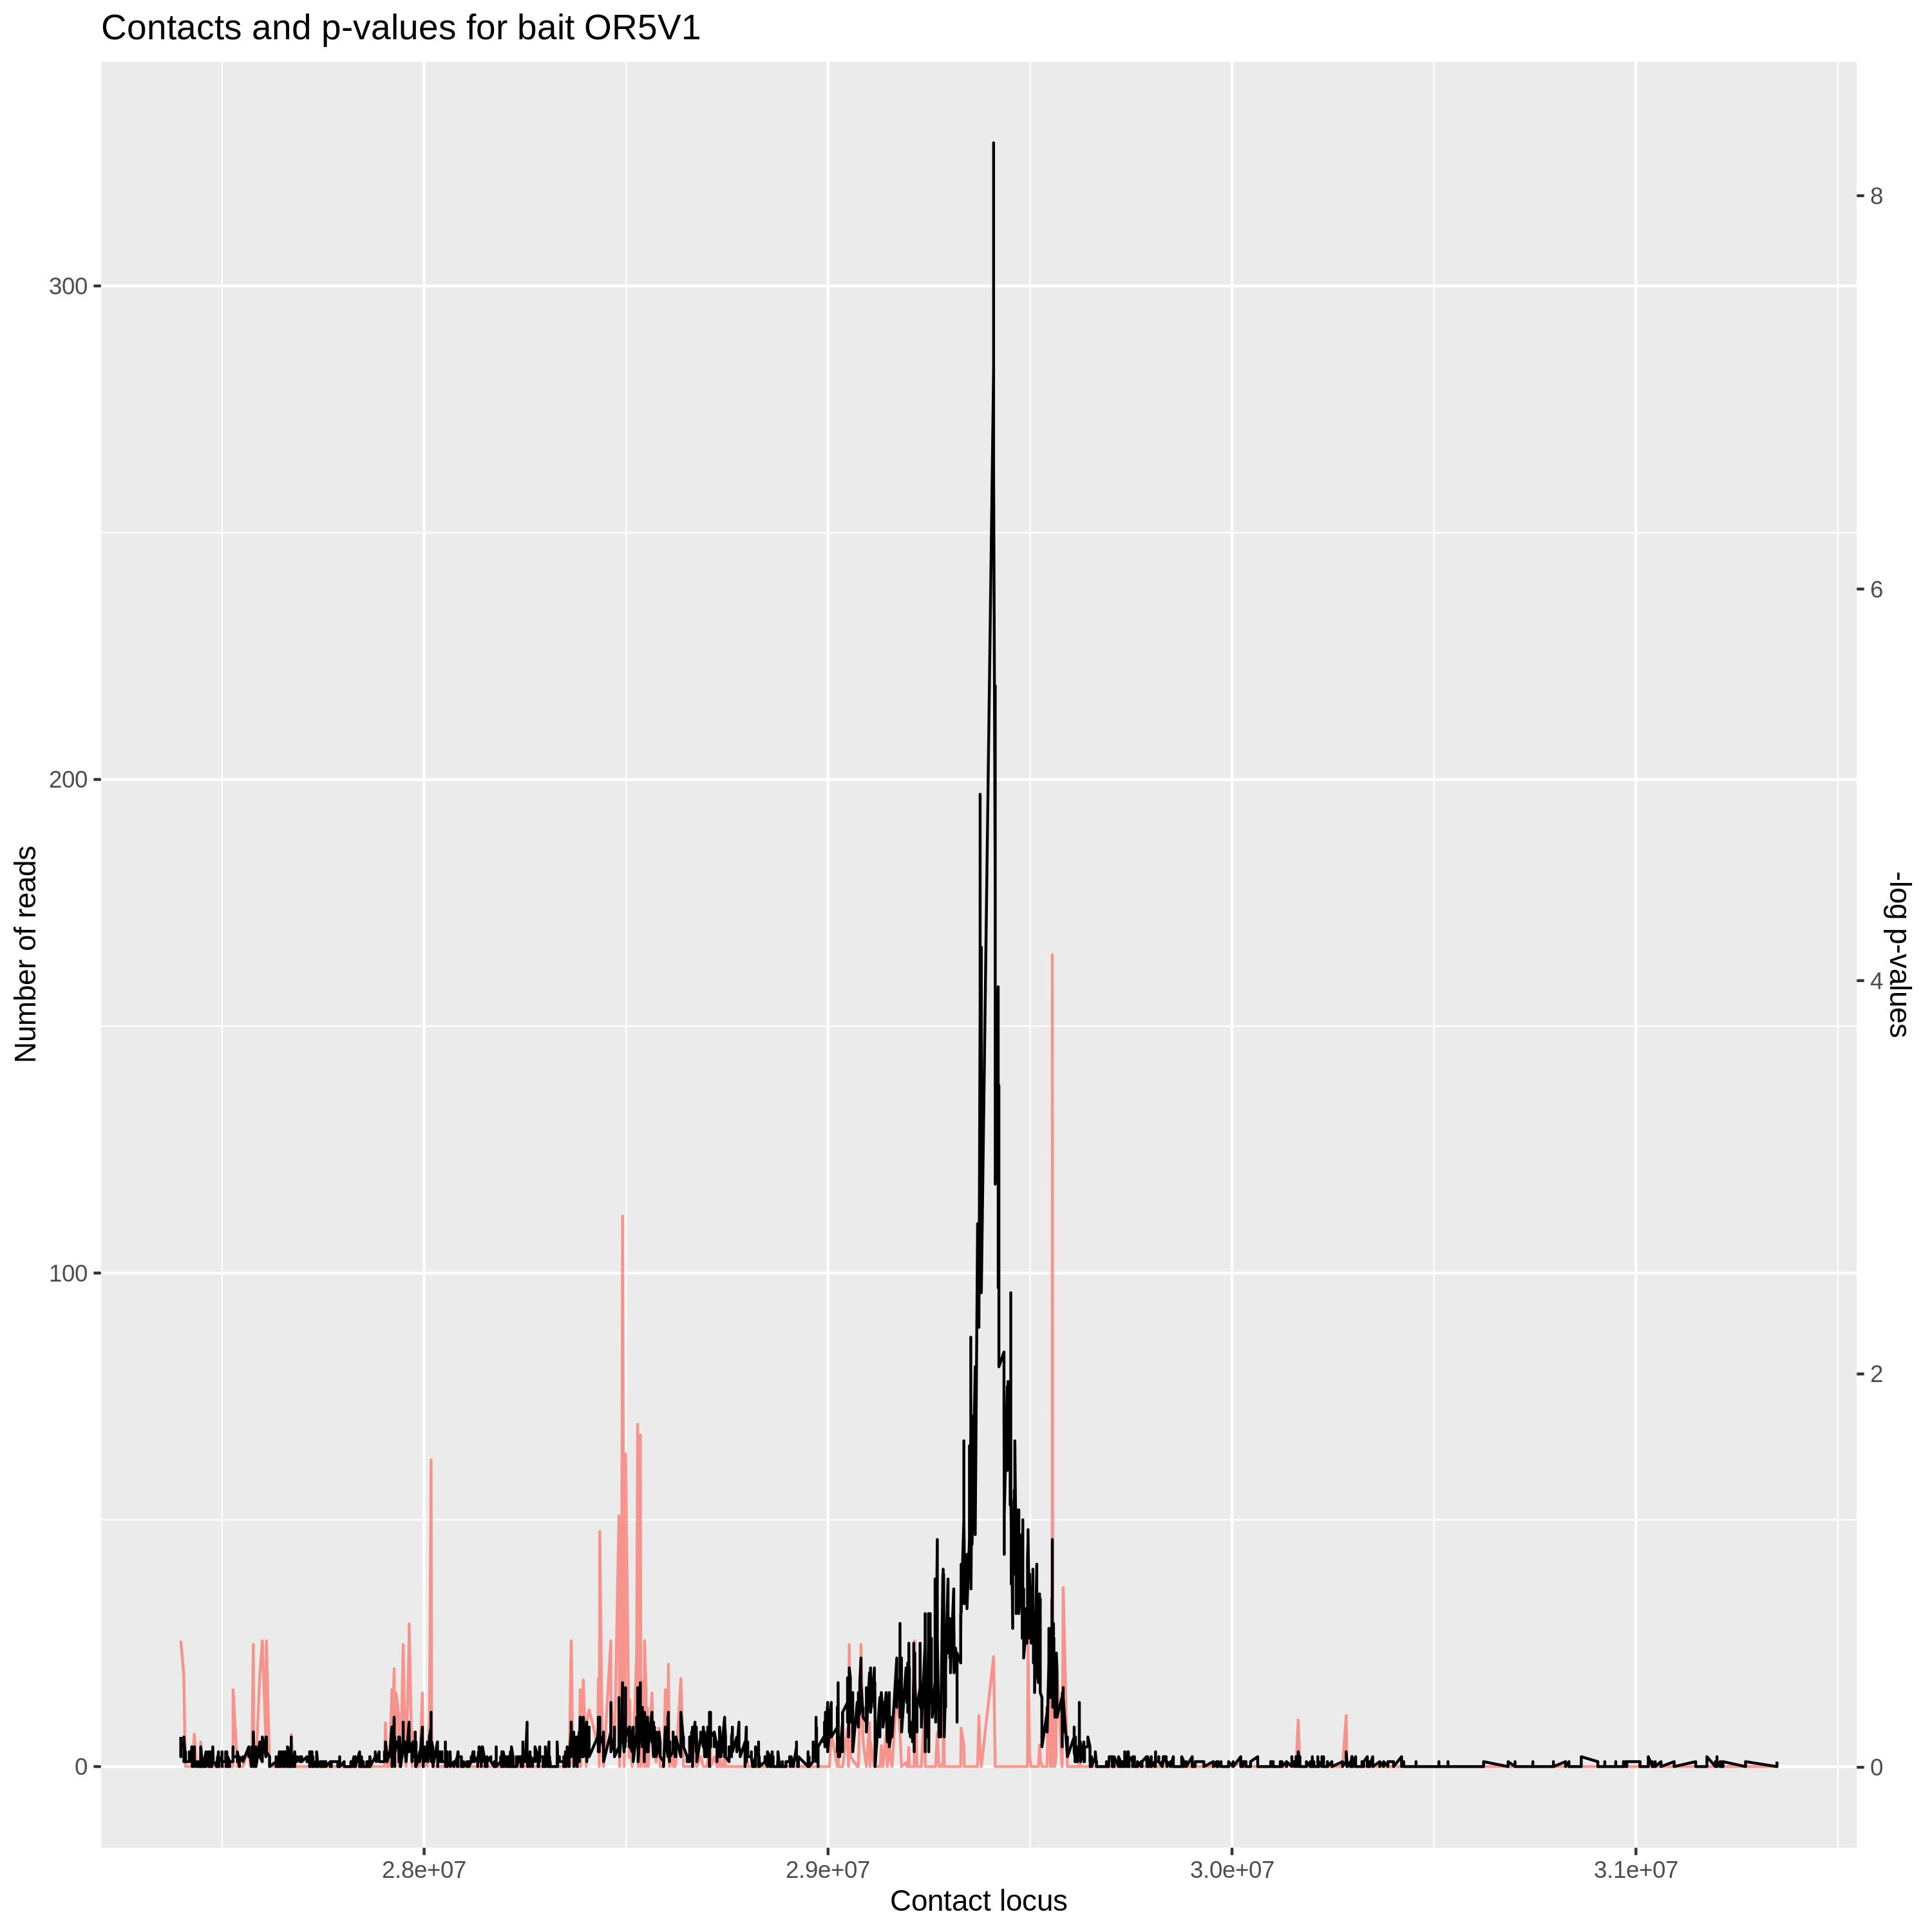 Contacts and p-values for bait OR5V1
300
200
100
0
Number of reads
8
6
4
2
0
-log p-values
2.8e+07
2.9e+07
3.0e+07
3.1e+07
Contact locus